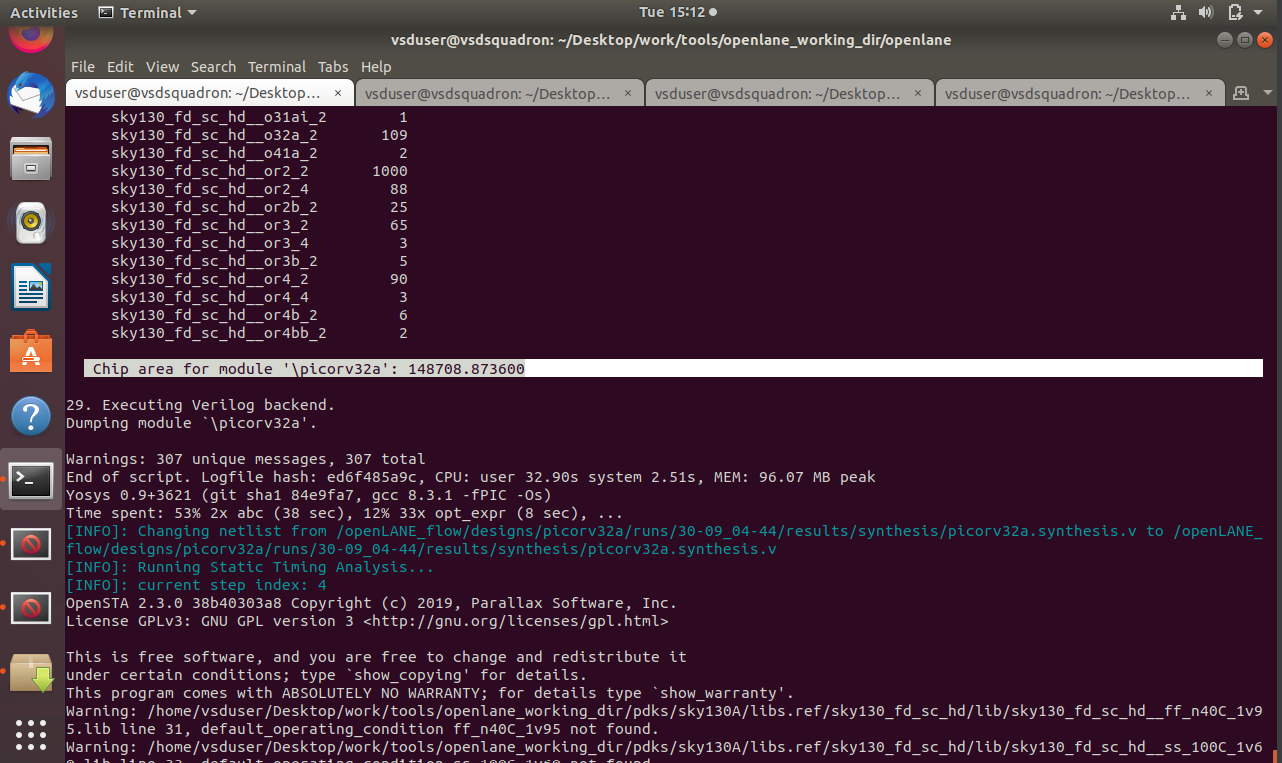 Activities Terminal Tue 15:12
vsduser@vsdsquadron: ~/Desktop/work/tools/openlane_working_dir/openlane
File Edit View Search Terminal Tabs Help
vsduser@vsdsquadron: ~/Desktop... × vsduser@vsdsquadron: ~/Desktop... × vsduser@vsdsquadron: ~/Desktop... × vsduser@vsdsquadron: ~/Desktop... ×
sky130_fd_sc_hd__o31ai_2 1
sky130_fd_sc_hd__o32a_2 109
sky130_fd_sc_hd__o41a_2 2
sky130_fd_sc_hd__or2_2 1000
sky130_fd_sc_hd__or2_4 88
sky130_fd_sc_hd__or2b_2 25
sky130_fd_sc_hd__or3_2 65
sky130_fd_sc_hd__or3_4 3
sky130_fd_sc_hd__or3b_2 5
sky130_fd_sc_hd__or4_2 90
sky130_fd_sc_hd__or4_4 3
sky130_fd_sc_hd__or4b_2 6
sky130_fd_sc_hd__or4bb_2 2
Chip area for module '\picorv32a': 148708.873600
29. Executing Verilog backend.
Dumping module `\picorv32a'.
Warnings: 307 unique messages, 307 total
End of script. Logfile hash: ed6f485a9c, CPU: user 32.90s system 2.51s, MEM: 96.07 MB peak
Yosys 0.9+3621 (git sha1 84e9fa7, gcc 8.3.1 -fPIC -Os)
Time spent: 53% 2x abc (38 sec), 12% 33x opt_expr (8 sec), ...
[INFO]: Changing netlist from /openLANE_flow/designs/picorv32a/runs/30-09_04-44/results/synthesis/picorv32a.synthesis.v to /openLANE_
flow/designs/picorv32a/runs/30-09_04-44/results/synthesis/picorv32a.synthesis.v
[INFO]: Running Static Timing Analysis...
[INFO]: current step index: 4
OpenSTA 2.3.0 38b40303a8 Copyright (c) 2019, Parallax Software, Inc.
License GPLv3: GNU GPL version 3 <http://gnu.org/licenses/gpl.html>
This is free software, and you are free to change and redistribute it
under certain conditions; type `show_copying' for details.
This program comes with ABSOLUTELY NO WARRANTY; for details type `show_warranty'.
Warning: /home/vsduser/Desktop/work/tools/openlane_working_dir/pdks/sky130A/libs.ref/sky130_fd_sc_hd/lib/sky130_fd_sc_hd__ff_n40C_1v9
5.lib line 31, default_operating_condition ff_n40C_1v95 not found.
Warning: /home/vsduser/Desktop/work/tools/openlane_working_dir/pdks/sky130A/libs.ref/sky130_fd_sc_hd/lib/sky130_fd_sc_hd__ss_100C_1v6
0.lib line 33, default_operating_condition ss_100C_1v60 not found.